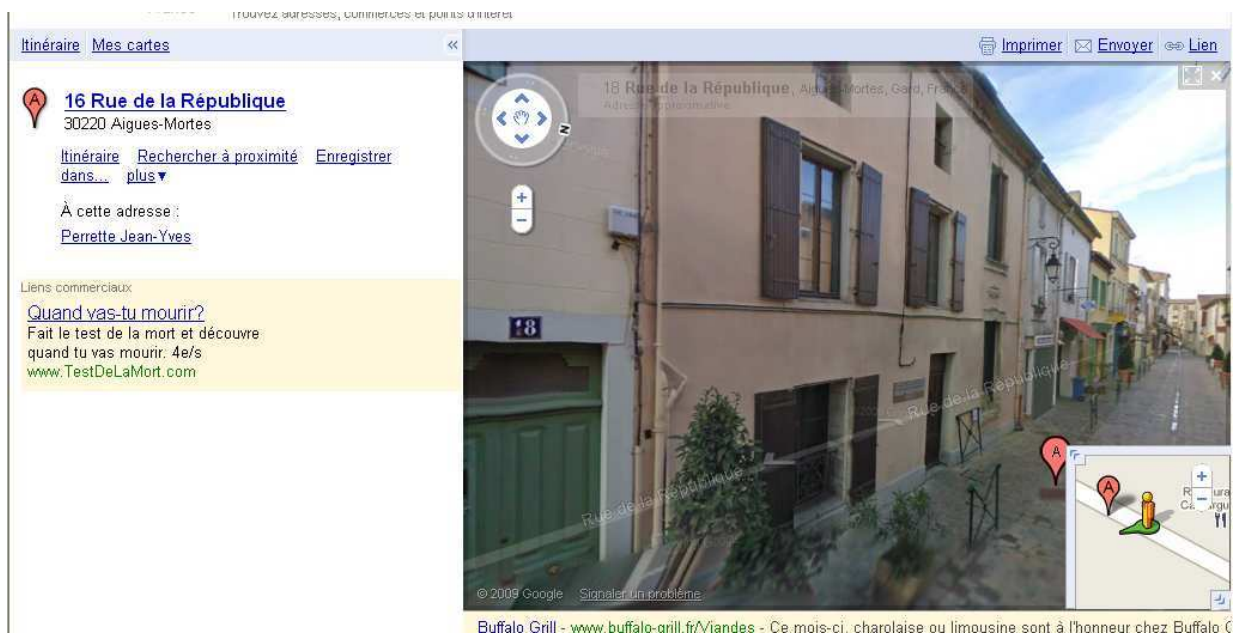 Trouvez adresses, commerces et points d'intérêt
Itinéraire Mes cartes «
Imprimer Envoyer Lien
A
16 Rue de la République
30220 Aigues-Mortes
Itinéraire Rechercher à proximité Enregistrer
dans... plus▼
À cette adresse :
Perrette Jean-Yves
Liens commerciaux
Quand vas-tu mourir?
Fait le test de la mort et découvre
quand tu vas mourir. 4e/s
www.TestDeLaMort.com
18 Rue de la République, Aigues-Mortes, Gard, France
Adresse approximative
N
18
Rue de la République
Rue de la République
A
A
© 2009 Google Signaler un problème
Buffalo Grill - www.buffalo-grill.fr/Viandes - Ce mois-ci, charolaise ou limousine sont à l'honneur chez Buffalo